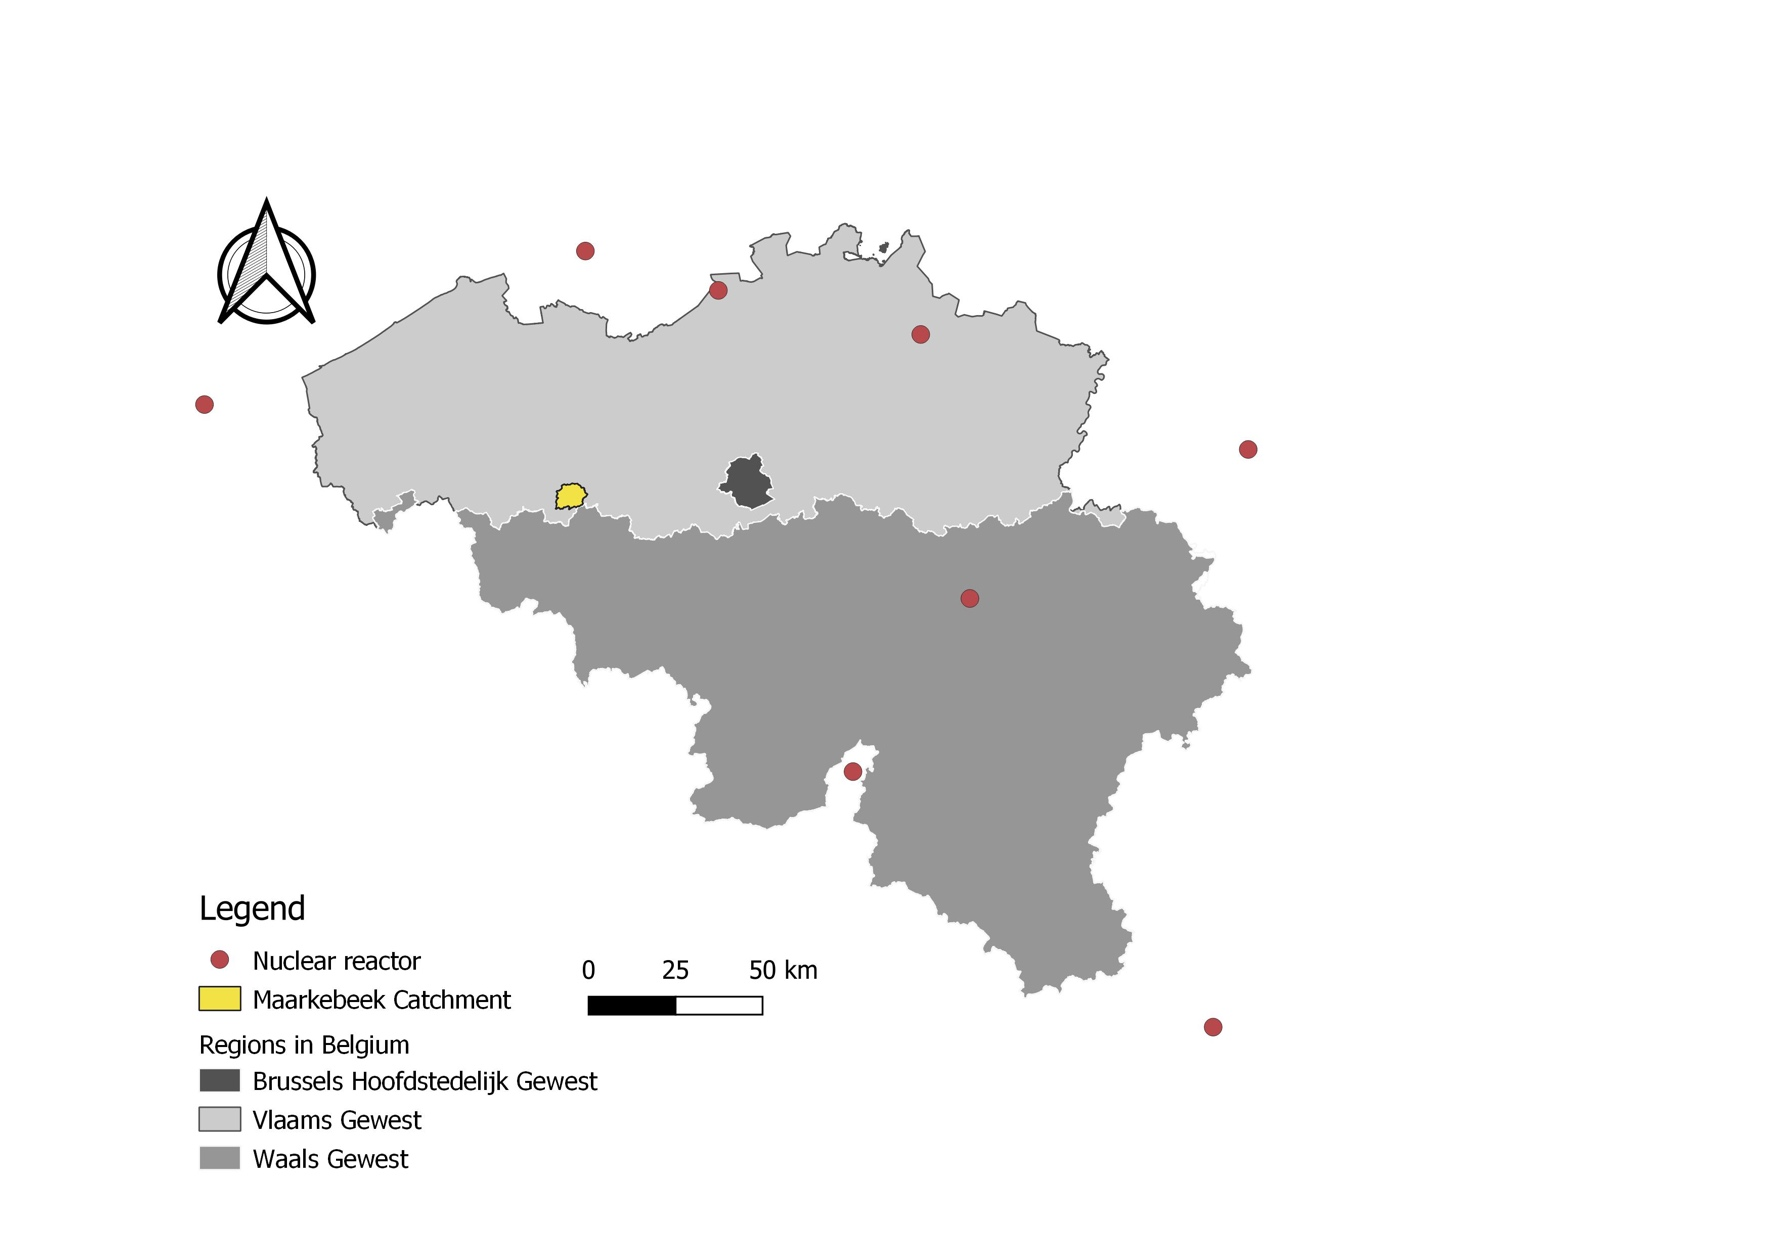 Legend
Nuclear reactor
Maarkebeek Catchment
Regions in Belgium
Brussels Hoofdstedelijk Gewest
Vlaams Gewest
Waals Gewest
0 25 50 km